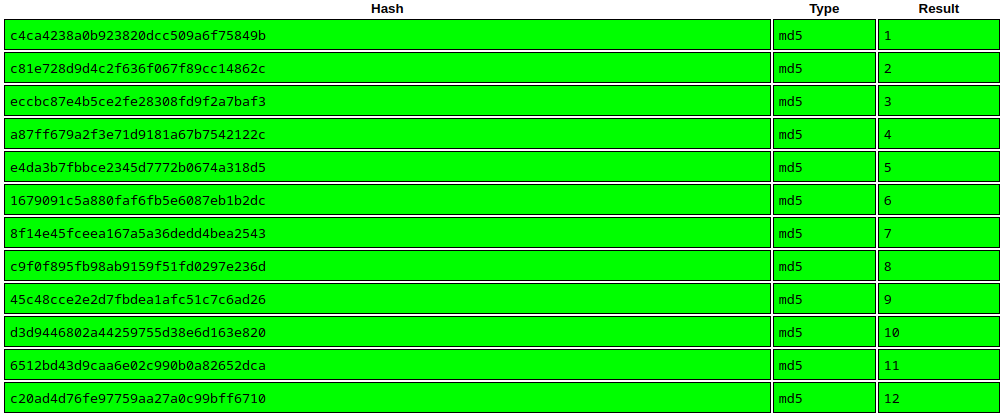 Hash Type Result
c4ca4238a0b923820dcc509a6f75849b md5 1
c81e728d9d4c2f636f067f89cc14862c md5 2
eccbc87e4b5ce2fe28308fd9f2a7baf3 md5 3
a87ff679a2f3e71d9181a67b7542122c md5 4
e4da3b7fbbce2345d7772b0674a318d5 md5 5
1679091c5a880faf6fb5e6087eb1b2dc md5 6
8f14e45fceea167a5a36dedd4bea2543 md5 7
c9f0f895fb98ab9159f51fd0297e236d md5 8
45c48cce2e2d7fbdea1afc51c7c6ad26 md5 9
d3d9446802a44259755d38e6d163e820 md5 10
6512bd43d9caa6e02c990b0a82652dca md5 11
c20ad4d76fe97759aa27a0c99bff6710 md5 12